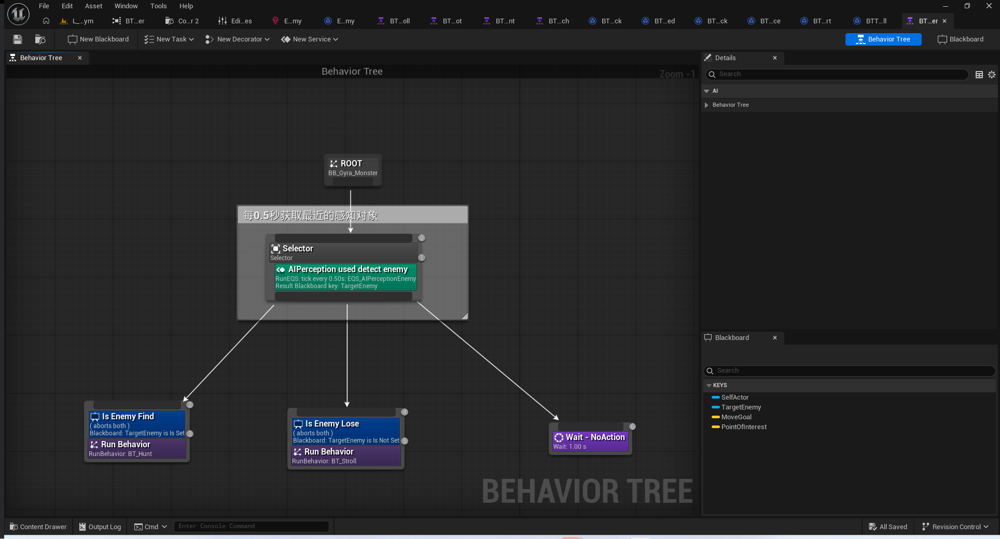 File Edit Asset Window Tools Help
L_...ym BT...er Co...r 2 Edi...es E...my E...my BT...oll BT...ot BT...nt BT...ch BT...ck BT...ed BT...ck BT...ce BT...rt BTT...ll BT...er
New Blackboard New Task New Decorator New Service Behavior Tree Blackboard
Behavior Tree
Behavior Tree
Zoom -1
ROOT
BB_Gyra_Monster
每0.5秒获取最近的感知对象
0
Selector
Selector
1
AIPerception used detect enemy
RunEQS: tick every 0.50s: EQS_AIPerceptionEnemy
Result Blackboard key: TargetEnemy
2
Is Enemy Find
( aborts both )
Blackboard: TargetEnemy is Is Set
3
Run Behavior
RunBehavior: BT_Hunt
4
Is Enemy Lose
( aborts both )
Blackboard: TargetEnemy is Is Not Set
5
Run Behavior
RunBehavior: BT_Stroll
6
Wait - NoAction
Wait: 1.00 s
BEHAVIOR TREE
Details
Search
AI
Behavior Tree
Blackboard
Search
KEYS
SelfActor
TargetEnemy
MoveGoal
PointOfInterest
Content Drawer Output Log Cmd Enter Console Command All Saved Revision Control